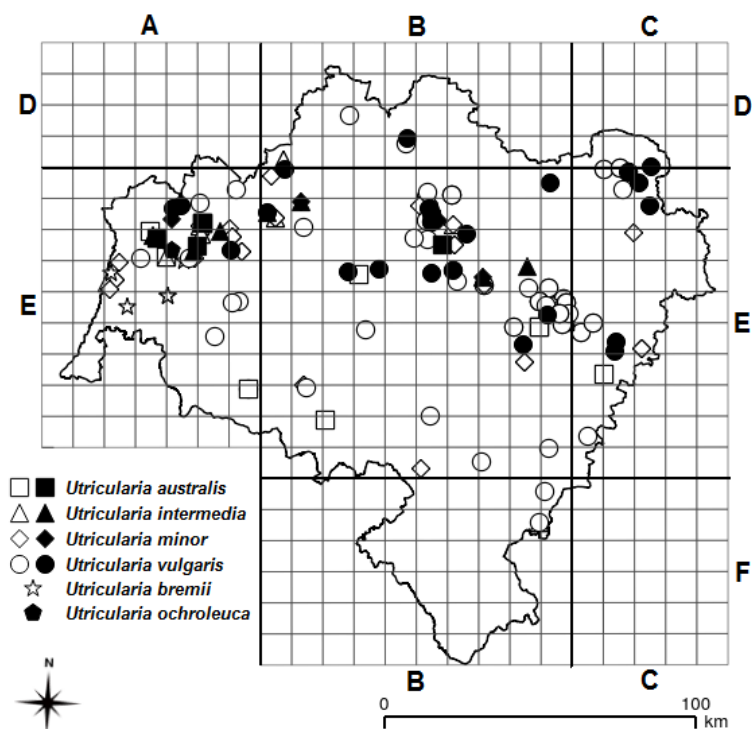 A B C
D D
E E
Utricularia australis
Utricularia intermedia
Utricularia minor
Utricularia vulgaris
Utricularia bremii
Utricularia ochroleuca
F
N
B C
0 100
km